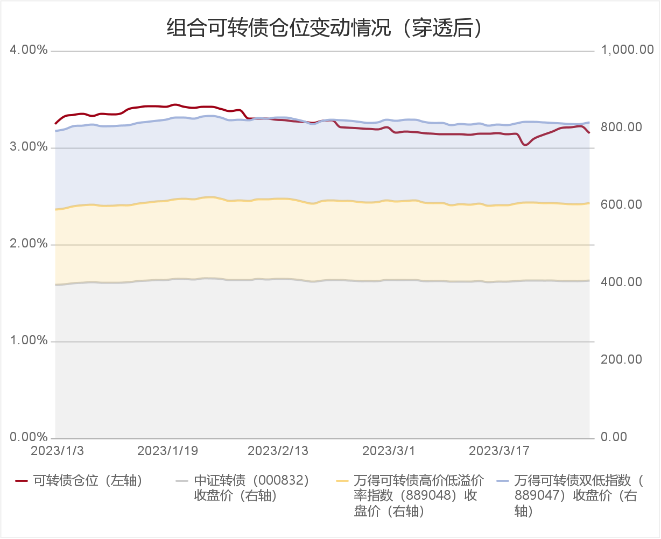 组合可转债仓位变动情况（穿透后）
4.00%
1,000.00
3.00%
800.00
600.00
2.00%
400.00
1.00%
200.00
0.00%
0.00
2023/1/3 2023/1/19 2023/2/13 2023/3/1 2023/3/17
可转债仓位（左轴）
中证转债（000832）
收盘价（右轴）
万得可转债高价低溢价
率指数（889048）收
盘价（右轴）
万得可转债双低指数（
889047）收盘价（右
轴）